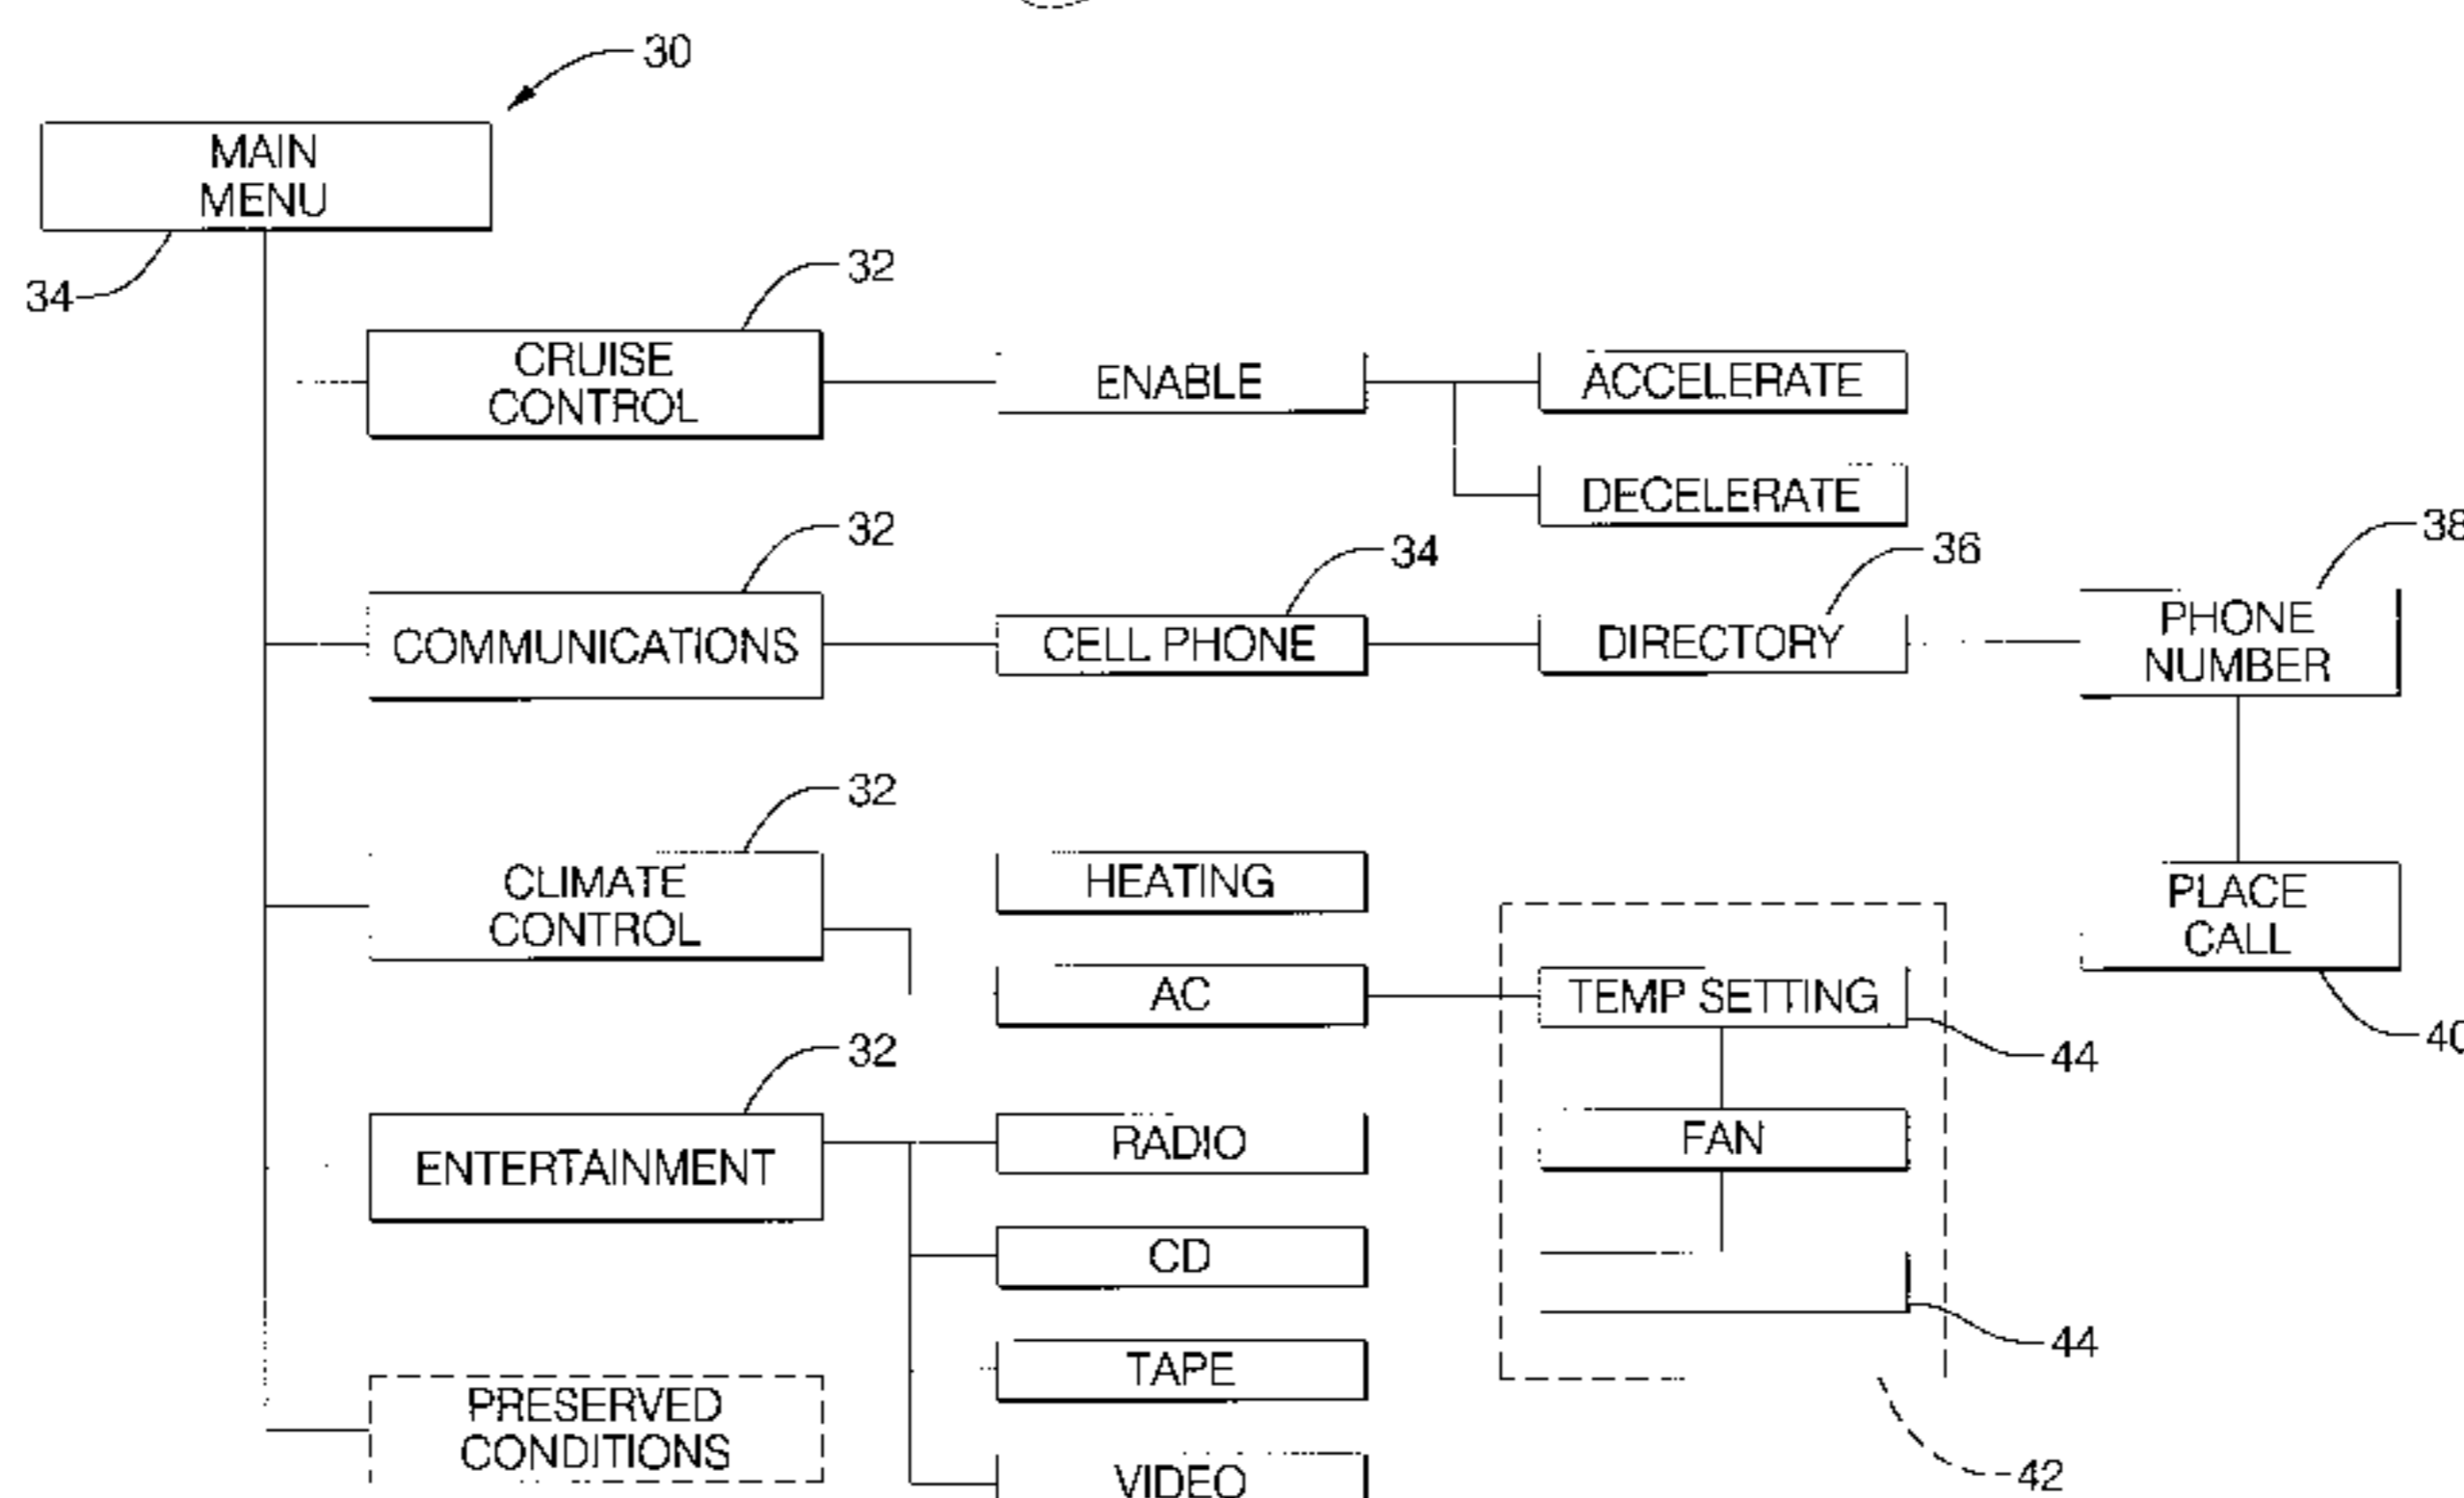 30
MAIN
MENU
34
32
CRUISE
CONTROL
ENABLE
ACCELERATE
DECELERATE
32
34
36
38
COMMUNICATIONS
CELL PHONE
DIRECTORY
PHONE
NUMBER
32
CLIMATE
CONTROL
HEATING
PLACE
CALL
AC
TEMP SETTING
40
44
32
ENTERTAINMENT
RADIO
FAN
CD
44
TAPE
PRESERVED
CONDITIONS
VIDEO
42